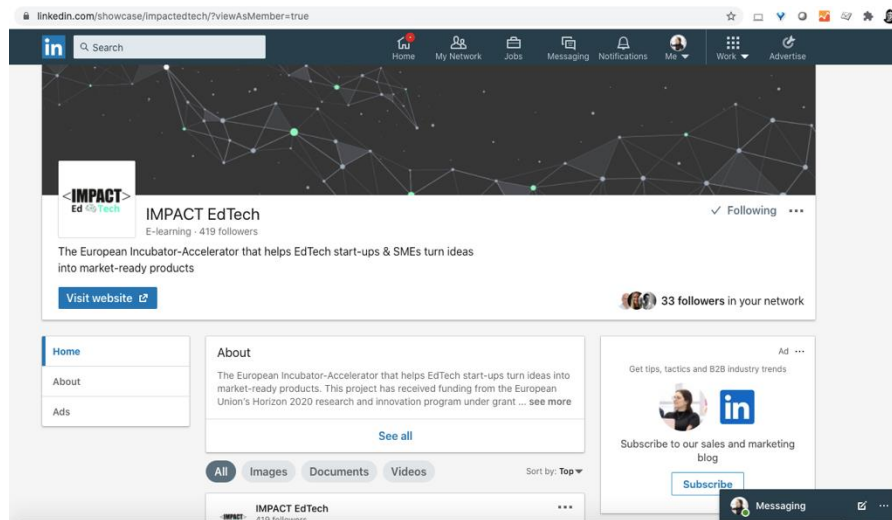 linkedin.com/showcase/impactedtech/?viewAsMember=true
in
Search
Home
My Network
Jobs
Messaging
Notifications
Me
Work
Advertise
<IMPACT>
Ed Tech
IMPACT EdTech
E-learning · 419 followers
Following
The European Incubator-Accelerator that helps EdTech start-ups & SMEs turn ideas
into market-ready products
Visit website
33 followers in your network
Home
About
Ads
About
The European Incubator-Accelerator that helps EdTech start-ups turn ideas into
market-ready products. This project has received funding from the European
Union's Horizon 2020 research and innovation program under grant ... see more
See all
All
Images
Documents
Videos
Sort by: Top
IMPACT EdTech
419 followers
Ad
Get tips, tactics and B2B industry trends
in
Subscribe to our sales and marketing
blog
Subscribe
Messaging